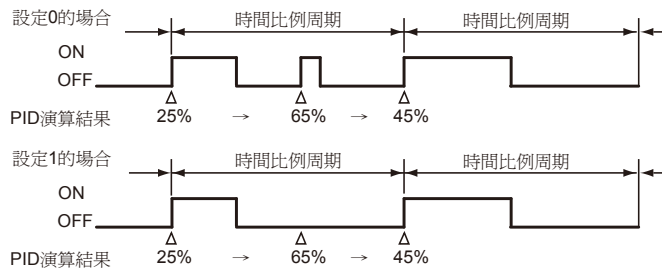 設定0的場合
時間比例周期 時間比例周期
ON
OFF
PID演算結果 25% → 65% → 45%
設定1的場合
時間比例周期 時間比例周期
ON
OFF
PID演算結果 25% → 65% → 45%